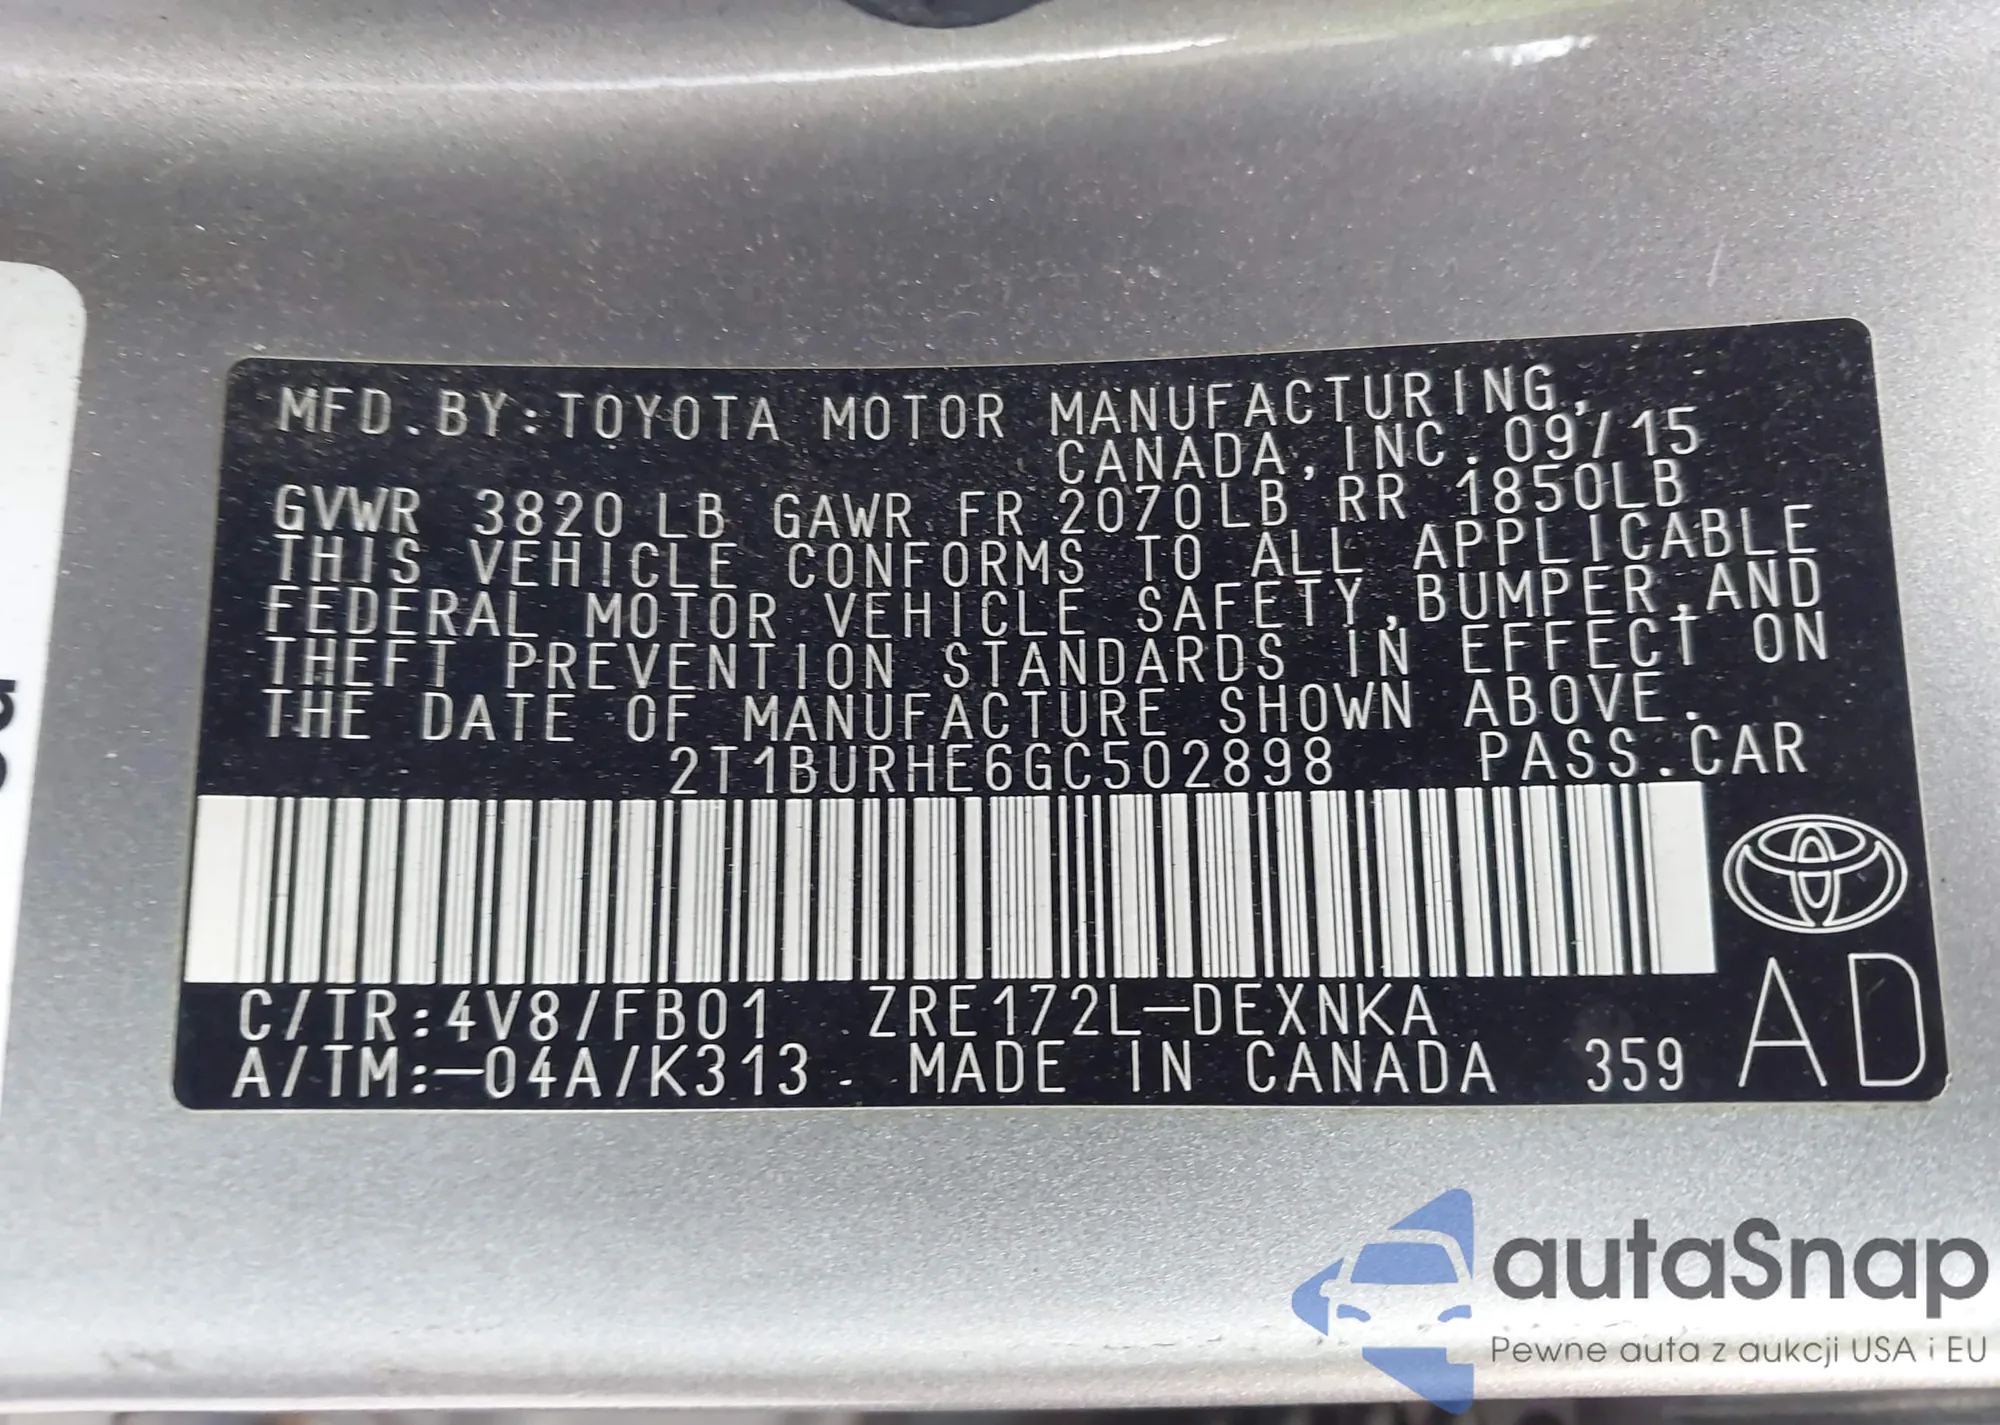 MFD.BY:TOYOTA MOTOR MANUFACTURING,
CANADA,INC.09/15
GVWR 3820 LB GAWR FR 2070LB RR 1850LB
THIS VEHICLE CONFORMS TO ALL APPLICABLE
FEDERAL MOTOR VEHICLE SAFETY,BUMPER,AND
THEFT PREVENTION STANDARDS IN EFFECT ON
THE DATE OF MANUFACTURE SHOWN ABOVE.
2T1BURHE6GC502898 PASS.CAR
C/TR:4V8/FB01 ZRE172L-DEXNKA
A/TM:-04A/K313. MADE IN CANADA 359 AD
autaSnap
Pewne auta z aukcji USA i EU